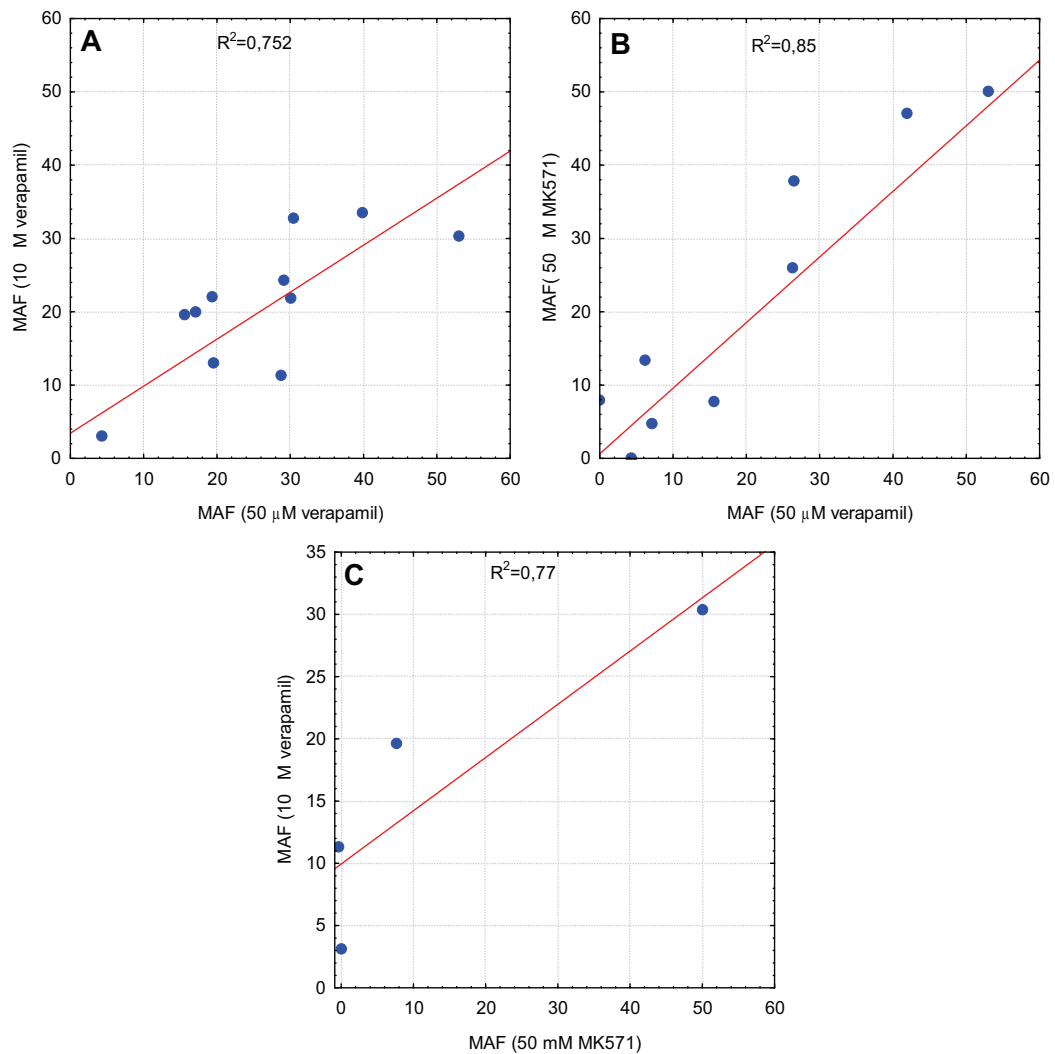 A
R²=0,752
MAF (10 M verapamil)
60
50
40
30
20
10
0
0 10 20 30 40 50 60
MAF (50 μM verapamil)
B
R²=0,85
MAF( 50 M MK571)
60
50
40
30
20
10
0
0 10 20 30 40 50 60
MAF (50 μM verapamil)
C
R²=0,77
MAF (10 M verapamil)
35
30
25
20
15
10
5
0
0 10 20 30 40 50 60
MAF (50 mM MK571)